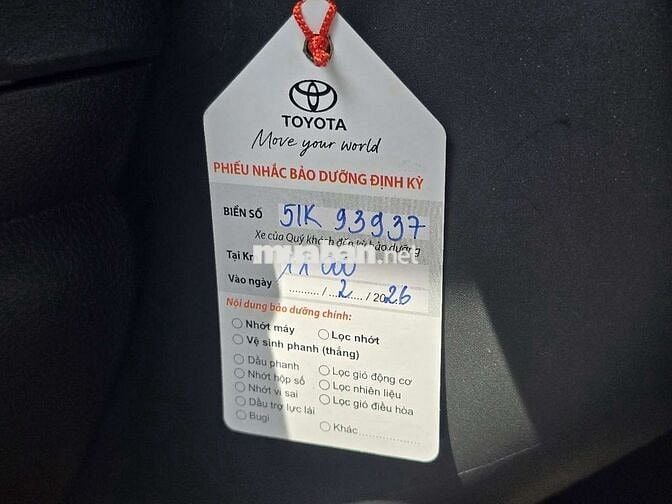 TOYOTA
Move your world
PHIẾU NHẮC BẢO DƯỠNG ĐỊNH KỲ
BIỂN SỐ 51K 93937
Xe của Quý khách đến kỳ bảo dưỡng
Tại
muaban.net
Vào ngày ........../...2..../ 2026
Nội dung bảo dưỡng chính:
Nhớt máy Lọc nhớt
Vệ sinh phanh (thắng)
Dầu phanh Lọc gió động cơ
Nhớt hộp số Lọc nhiên liệu
Nhớt vi sai Lọc gió điều hòa
Dầu trợ lực lái
Bugi Khác..............